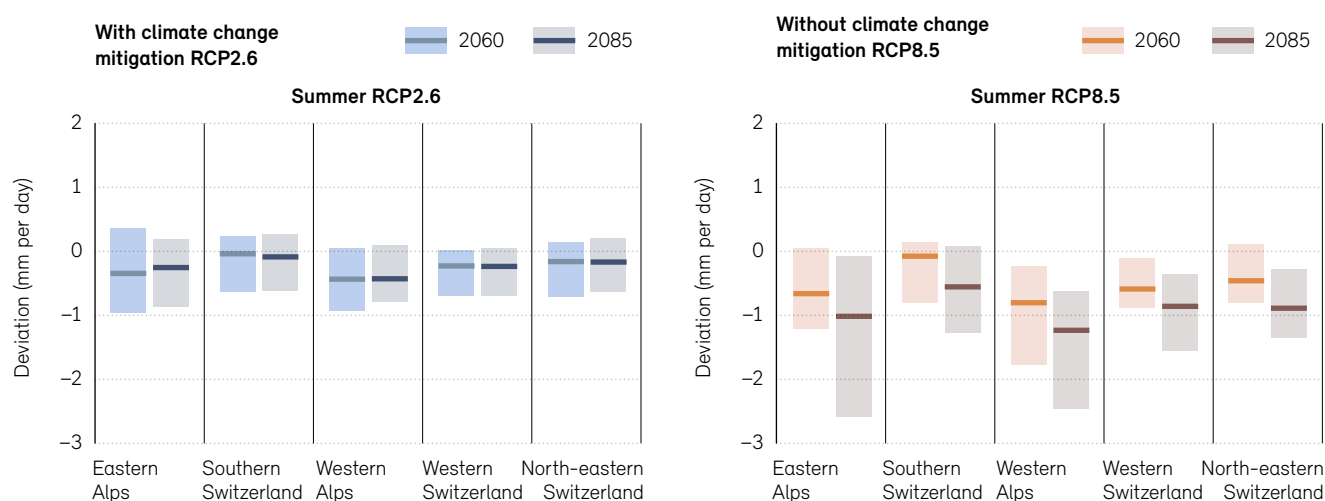 With climate change
mitigation RCP2.6
2060
2085
Summer RCP2.6
Deviation (mm per day)
2
1
0
–1
–2
–3
Eastern
Alps
Southern
Switzerland
Western
Alps
Western
Switzerland
North-eastern
Switzerland
Without climate change
mitigation RCP8.5
2060
2085
Summer RCP8.5
Deviation (mm per day)
2
1
0
–1
–2
–3
Eastern
Alps
Southern
Switzerland
Western
Alps
Western
Switzerland
North-eastern
Switzerland